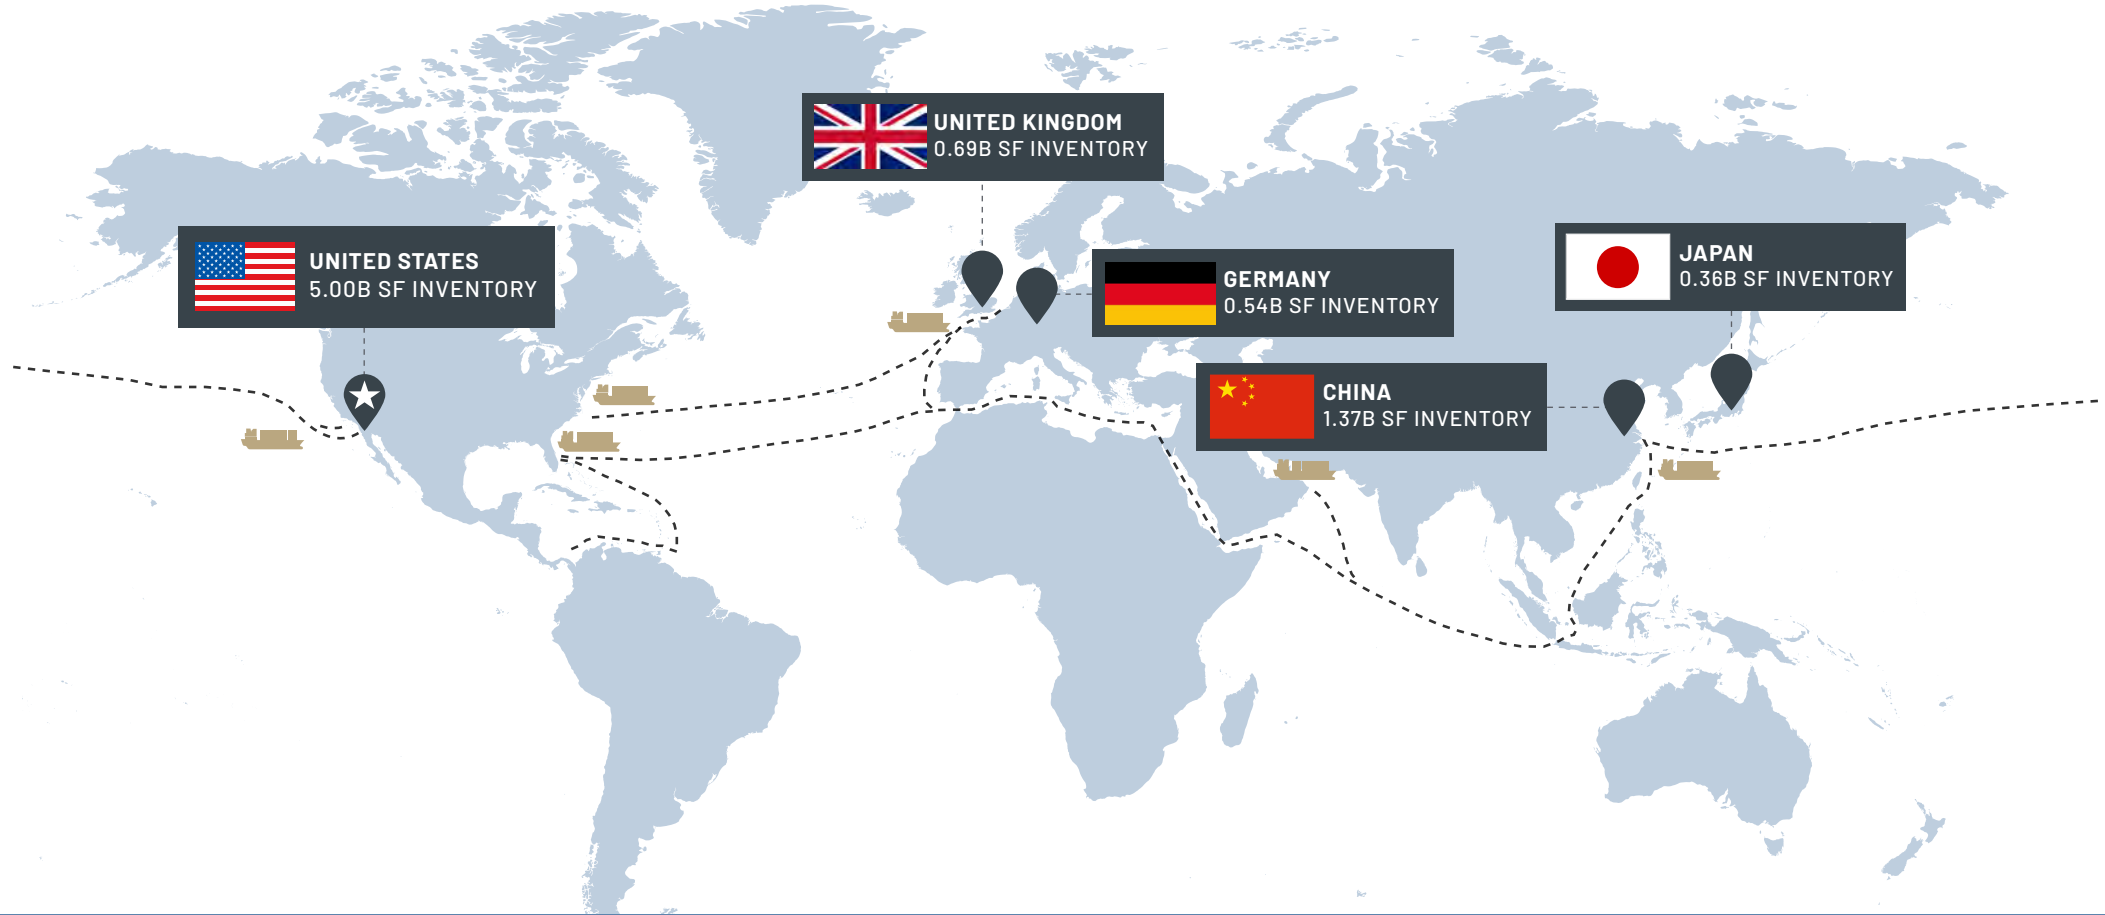 UNITED KINGDOM
0.69B SF INVENTORY
UNITED STATES
5.00B SF INVENTORY
GERMANY
0.54B SF INVENTORY
JAPAN
0.36B SF INVENTORY
CHINA
1.37B SF INVENTORY